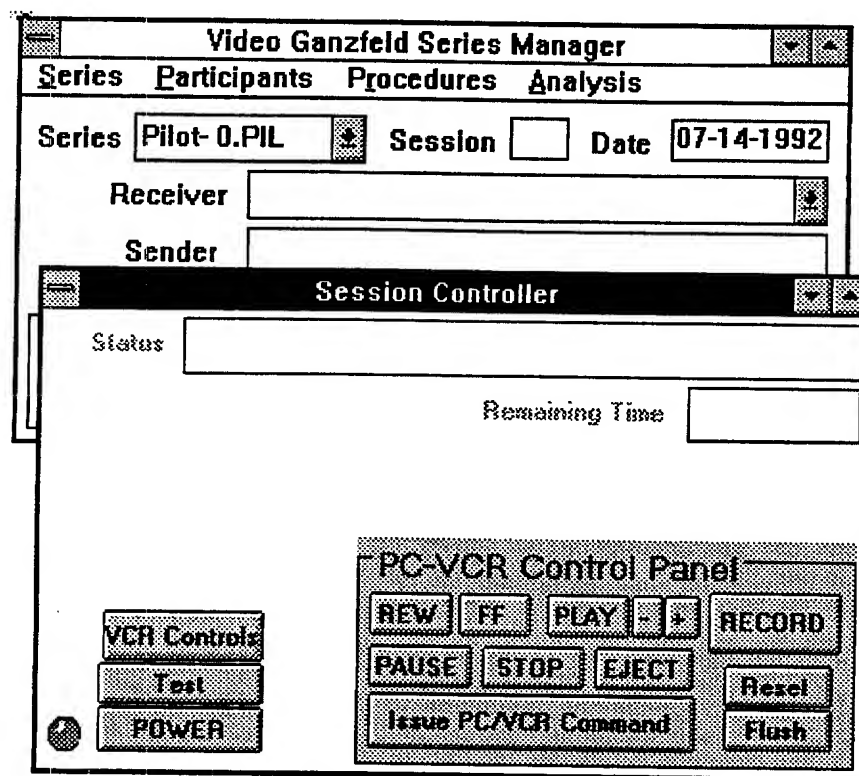 Video Ganzfeld Series Manager
Series Participants Procedures Analysis
Series Pilot- 0.PIL Session Date 07-14-1992
Receiver
Sender
Session Controller
Status
Remaining Time
PC-VCR Control Panel
REW FF PLAY - + RECORD
PAUSE STOP EJECT
VCR Controls
Test
POWER
Issue PC/VCR Command
Reset
Flush